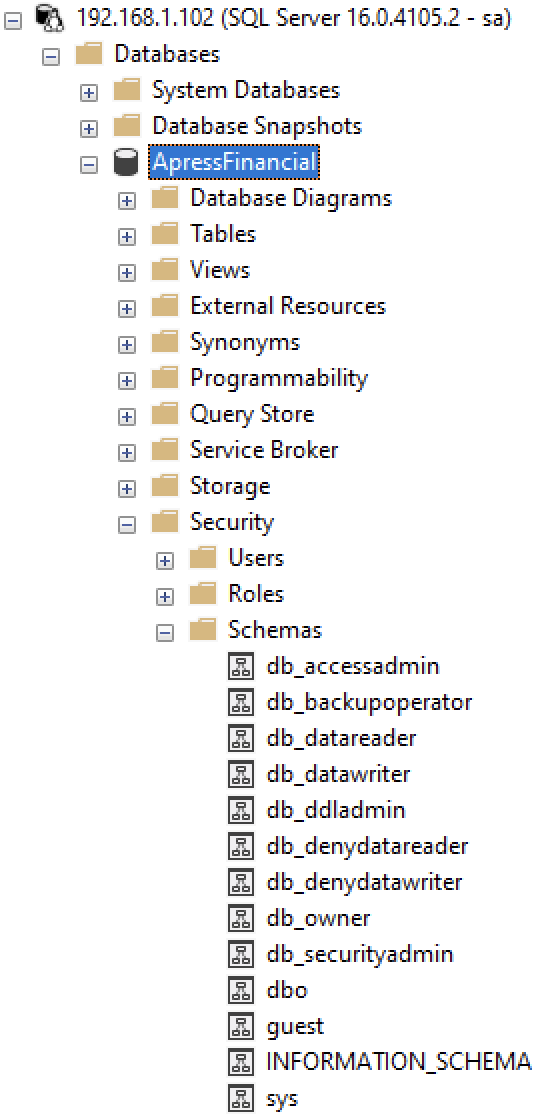 192.168.1.102 (SQL Server 16.0.4105.2 - sa)
Databases
System Databases
Database Snapshots
ApressFinancial
Database Diagrams
Tables
Views
External Resources
Synonyms
Programmability
Query Store
Service Broker
Storage
Security
Users
Roles
Schemas
db_accessadmin
db_backupoperator
db_datareader
db_datawriter
db_ddladmin
db_denydatareader
db_denydatawriter
db_owner
db_securityadmin
dbo
guest
INFORMATION_SCHEMA
sys